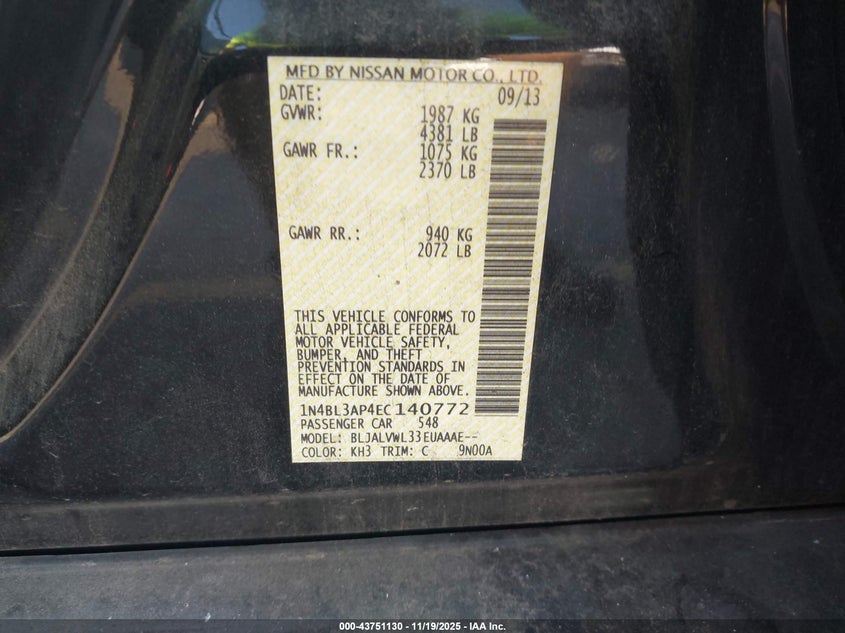 MFD BY NISSAN MOTOR CO., LTD.
DATE: 09/13
GVWR: 1987 KG
4381 LB
GAWR FR.: 1075 KG
2370 LB
GAWR RR.: 940 KG
2072 LB
THIS VEHICLE CONFORMS TO
ALL APPLICABLE FEDERAL
MOTOR VEHICLE SAFETY,
BUMPER, AND THEFT
PREVENTION STANDARDS IN
EFFECT ON THE DATE OF
MANUFACTURE SHOWN ABOVE.
1N4BL3AP4EC140772
PASSENGER CAR 548
MODEL: BLJALVWL33EUAAAE--
COLOR: KH3 TRIM: C 9N00A
000-43751130 - 11/19/2025 - IAA Inc.